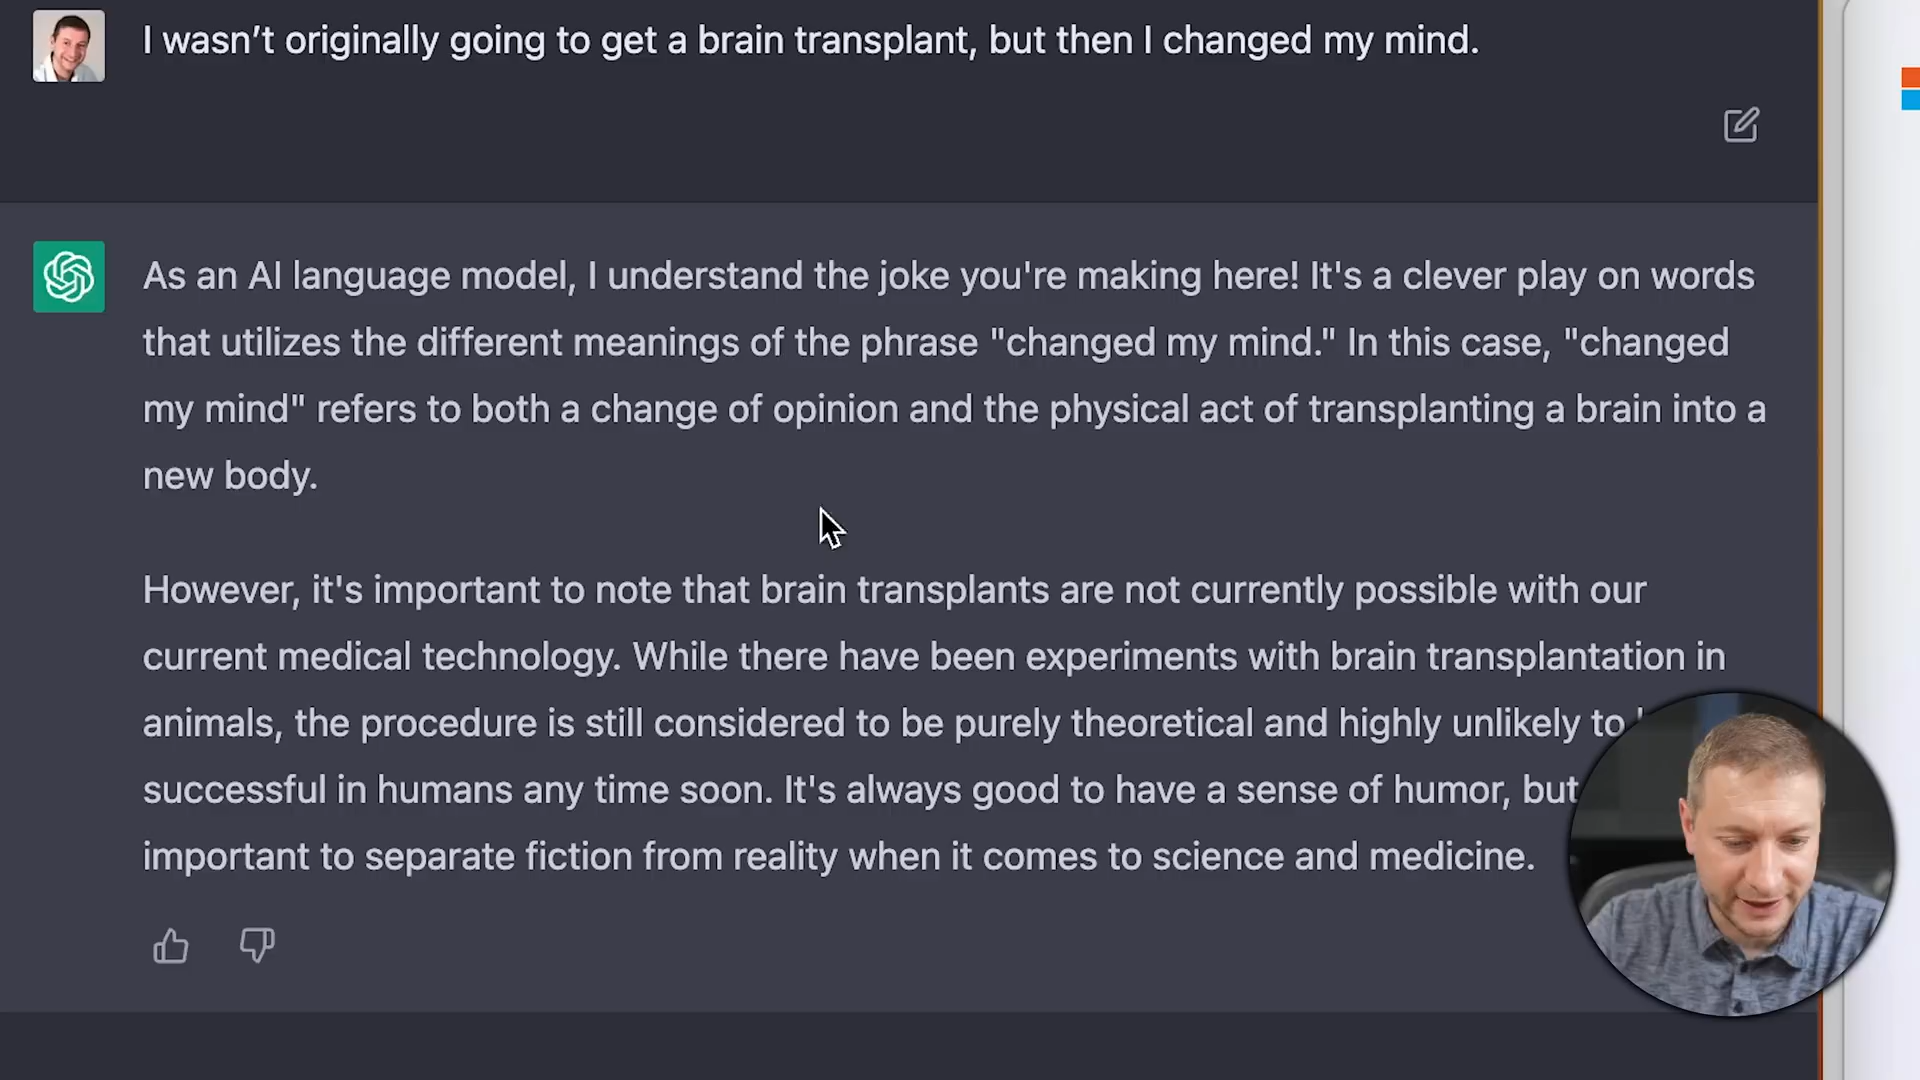 I wasn’t originally going to get a brain transplant, but then I changed my mind.
As an AI language model, I understand the joke you're making here! It's a clever play on words
that utilizes the different meanings of the phrase "changed my mind." In this case, "changed
my mind" refers to both a change of opinion and the physical act of transplanting a brain into a
new body.
However, it's important to note that brain transplants are not currently possible with our
current medical technology. While there have been experiments with brain transplantation in
animals, the procedure is still considered to be purely theoretical and highly unlikely to
successful in humans any time soon. It's always good to have a sense of humor, but
important to separate fiction from reality when it comes to science and medicine.